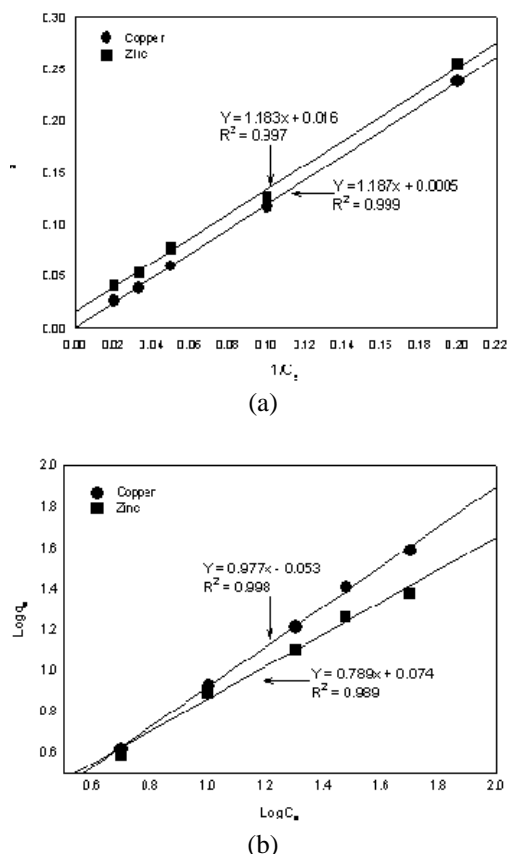 Copper
Zinc
0.30
0.25
0.20
0.15
0.10
0.05
0.00
Y = 1.183x + 0.016
R² = 0.997
Y = 1.187x + 0.0005
R² = 0.999
0.00 0.02 0.04 0.06 0.08 0.10 0.12 0.14 0.16 0.18 0.20 0.22
1/Cₑ
(a)
2.0
1.8
1.6
1.4
1.2
1.0
0.8
0.6
Copper
Zinc
Y = 0.977x - 0.053
R² = 0.998
Y = 0.789x + 0.074
R² = 0.989
Log qₑ
0.6 0.8 1.0 1.2 1.4 1.6 1.8 2.0
Log Cₑ
(b)